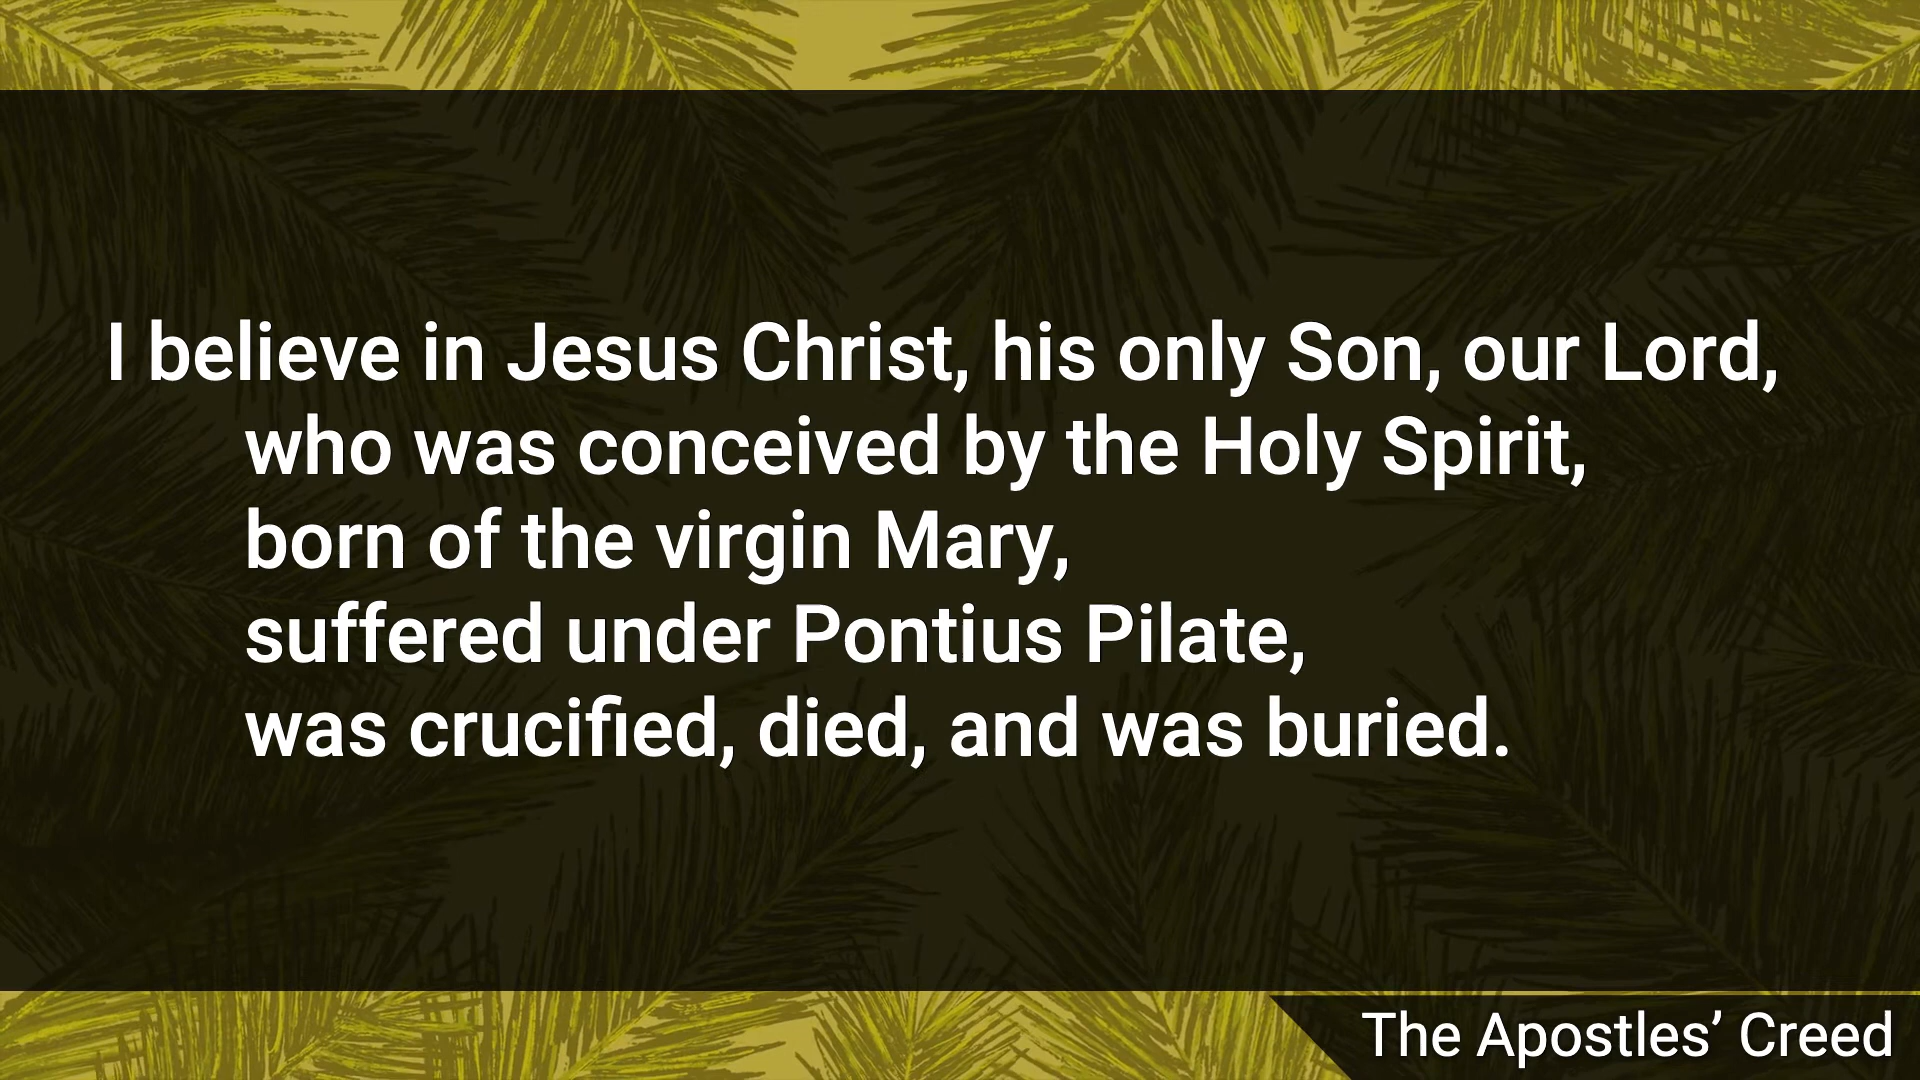 I believe in Jesus Christ, his only Son, our Lord,
who was conceived by the Holy Spirit,
born of the virgin Mary,
suffered under Pontius Pilate,
was crucified, died, and was buried.
The Apostles’ Creed